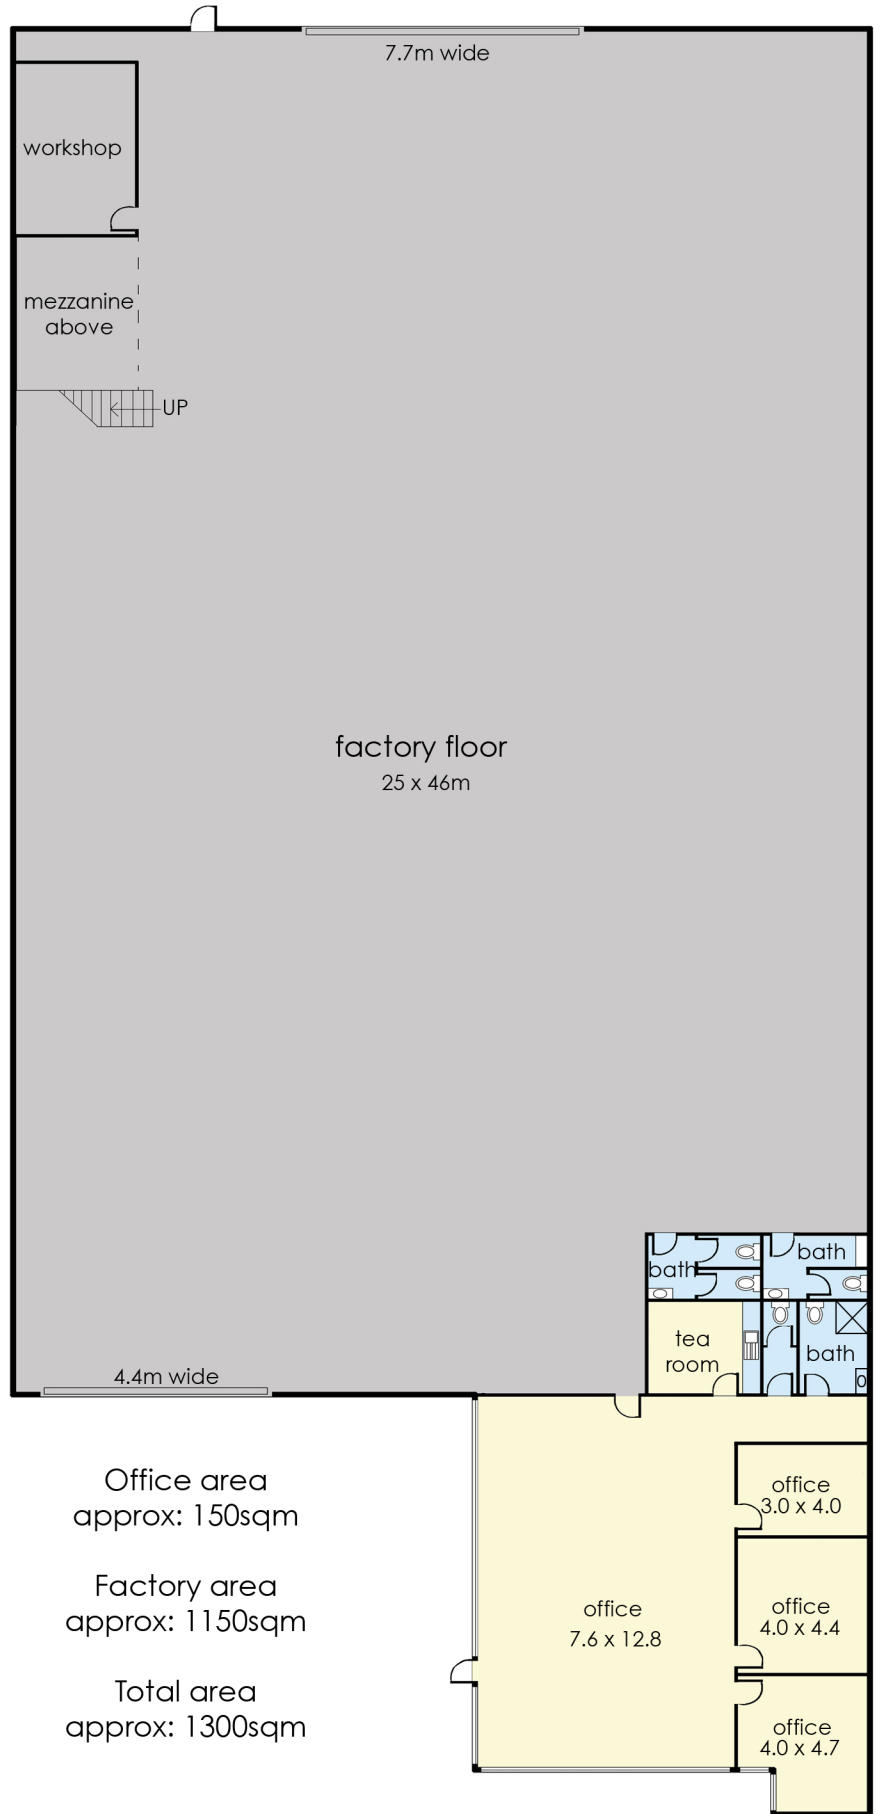 7.7m wide
workshop
mezzanine
above
UP
factory floor
25 x 46m
bath
bath
tea
room
bath
4.4m wide
Office area
approx: 150sqm
Factory area
approx: 1150sqm
Total area
approx: 1300sqm
office
7.6 x 12.8
office
3.0 x 4.0
office
4.0 x 4.4
office
4.0 x 4.7